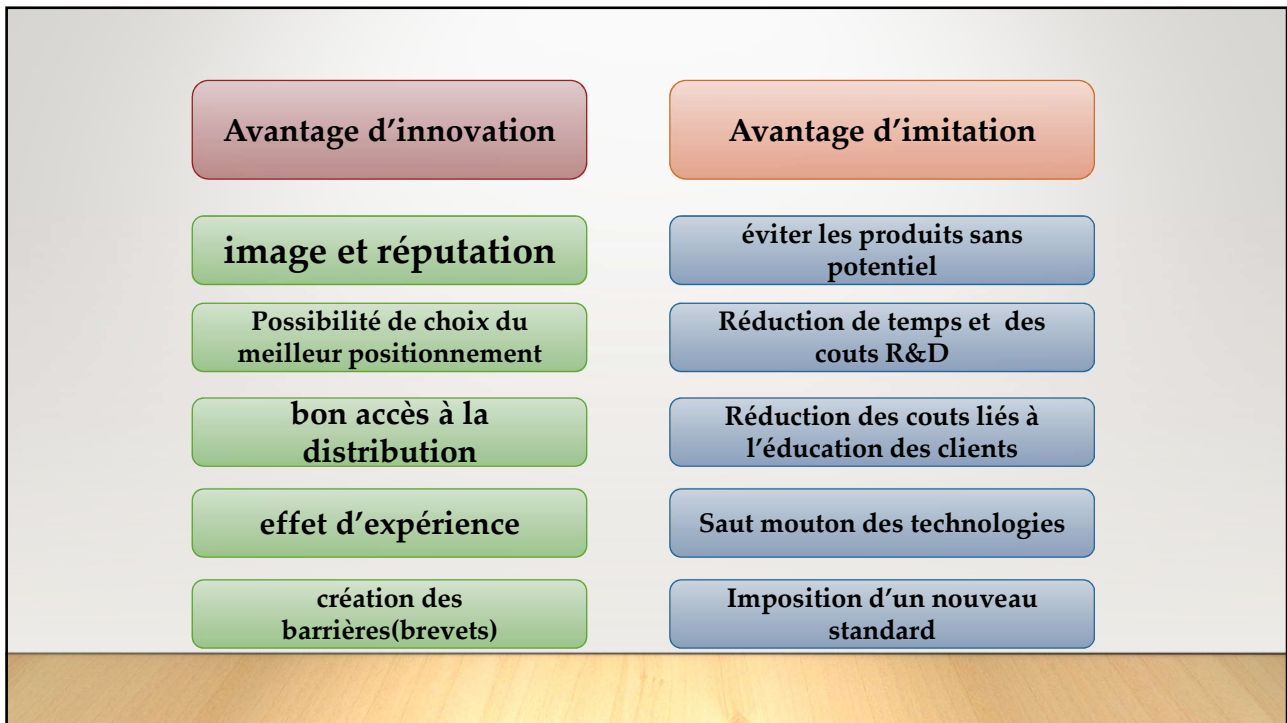 Avantage d’innovation
image et réputation
Possibilité de choix du
meilleur positionnement
bon accès à la
distribution
effet d’expérience
création des
barrières(brevets)
Avantage d’imitation
éviter les produits sans
potentiel
Réduction de temps et  des
couts R&D
Réduction des couts liés à
l’éducation des clients
Saut mouton des technologies
Imposition d’un nouveau
standard